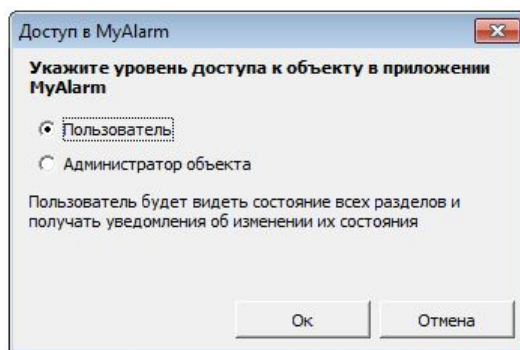 Доступ в MyAlarm
Укажите уровень доступа к объекту в приложении
MyAlarm
Пользователь
Администратор объекта
Пользователь будет видеть состояние всех разделов и
получать уведомления об изменении их состояния
Ок
Отмена